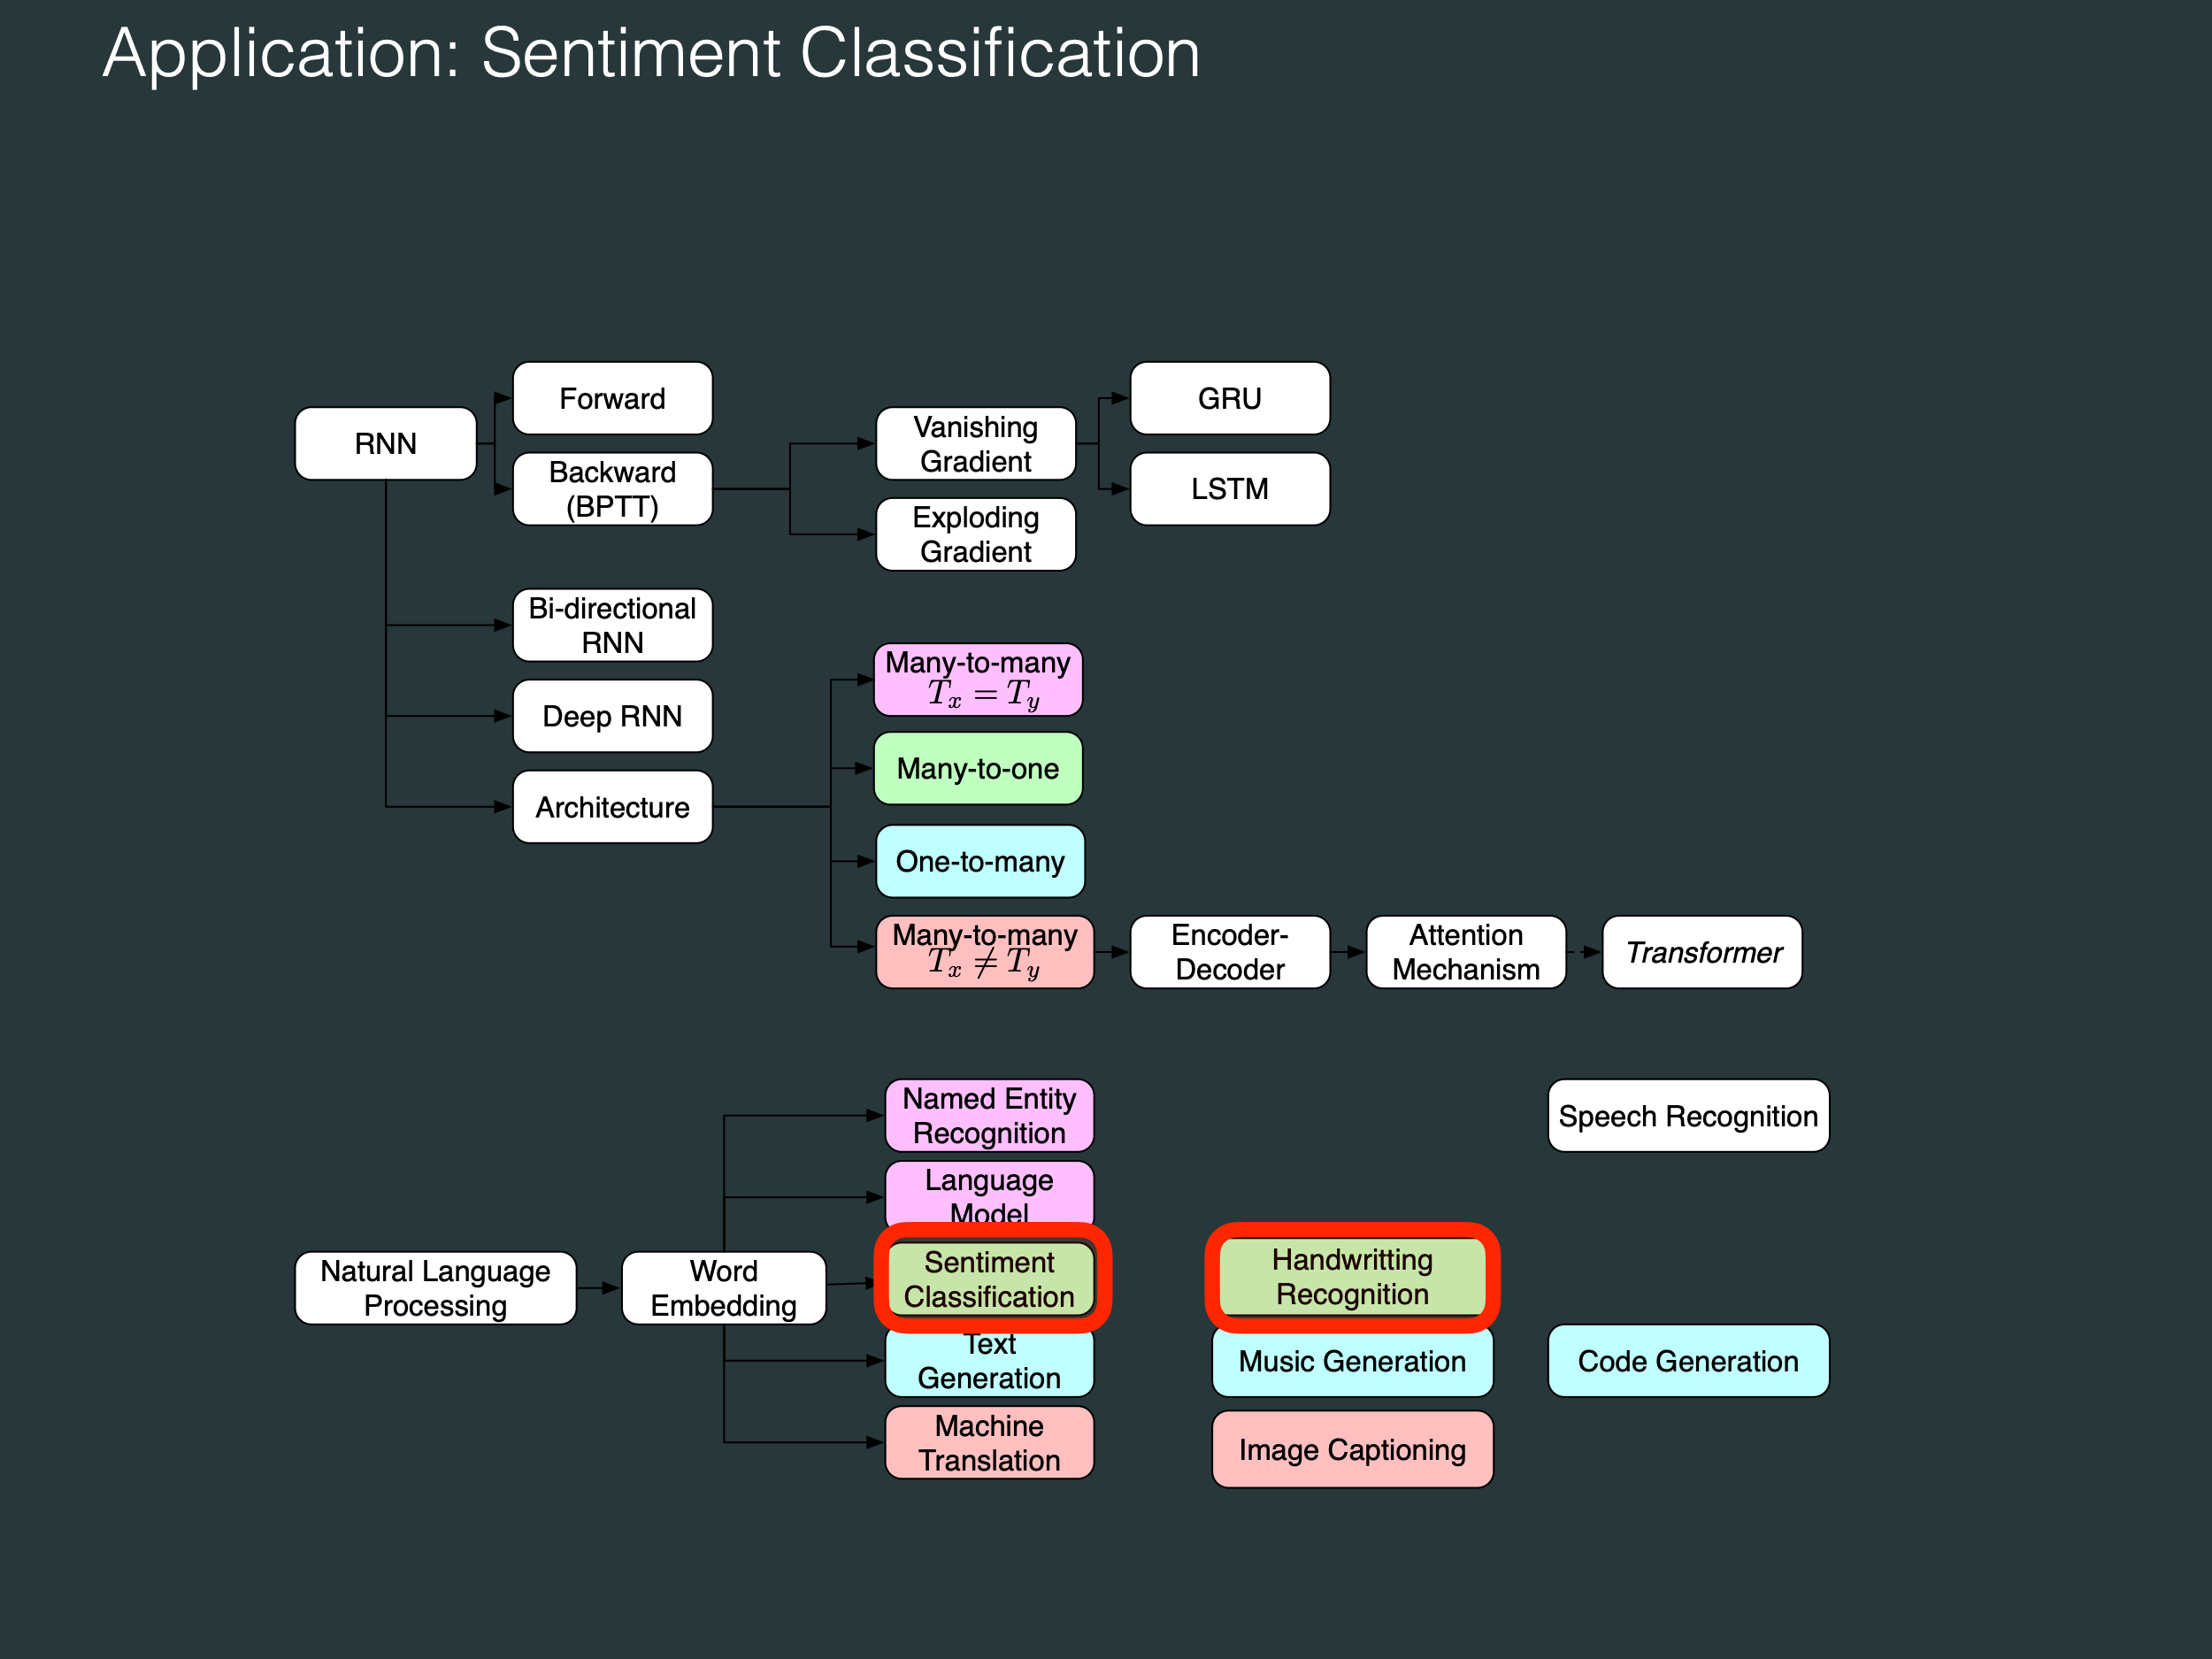 Application: Sentiment Classification
RNN
Forward
Backward
(BPTT)
Vanishing
Gradient
Exploding
Gradient
GRU
LSTM
Bi-directional
RNN
Deep RNN
Architecture
Many-to-many
T_x = T_y
Many-to-one
One-to-many
Many-to-many
T_x ≠ T_y
Encoder-
Decoder
Attention
Mechanism
Transformer
Natural Language
Processing
Word
Embedding
Named Entity
Recognition
Language
Model
Sentiment
Classification
Text
Generation
Machine
Translation
Handwritting
Recognition
Music Generation
Image Captioning
Speech Recognition
Code Generation